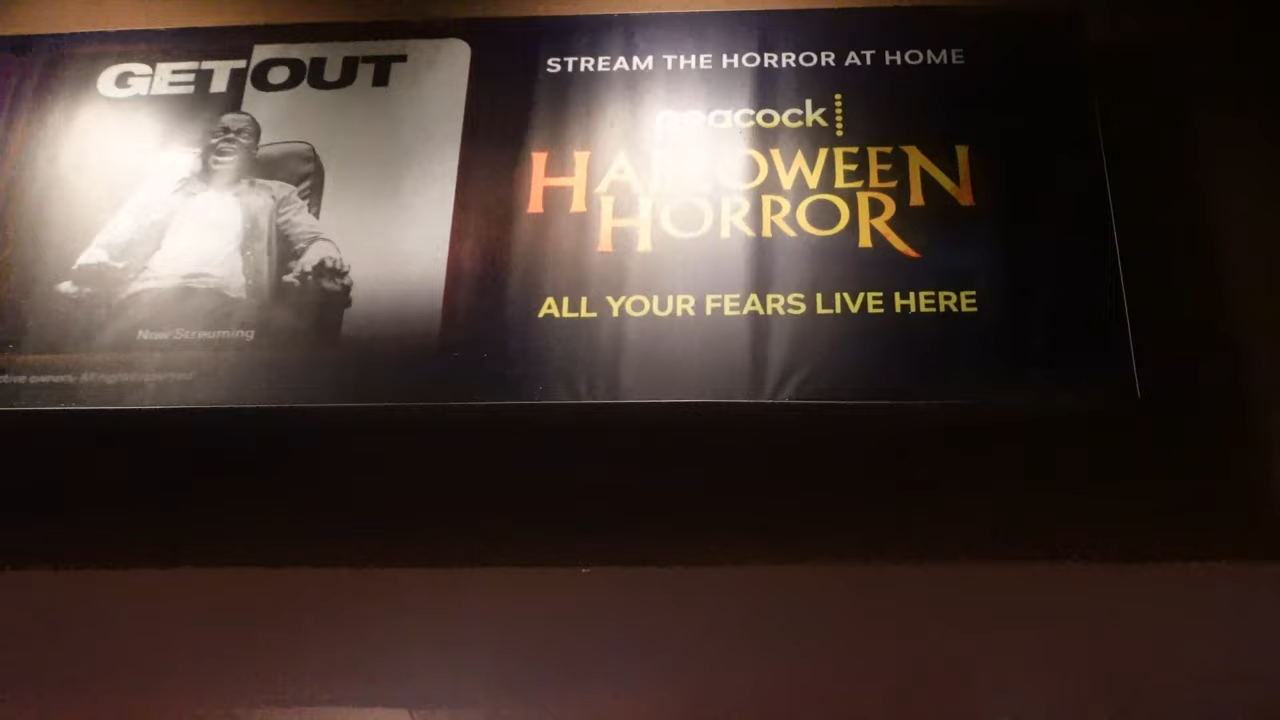 GET OUT
Now Streaming
STREAM THE HORROR AT HOME
peacock
HALLOWEEN
HORROR
ALL YOUR FEARS LIVE HERE